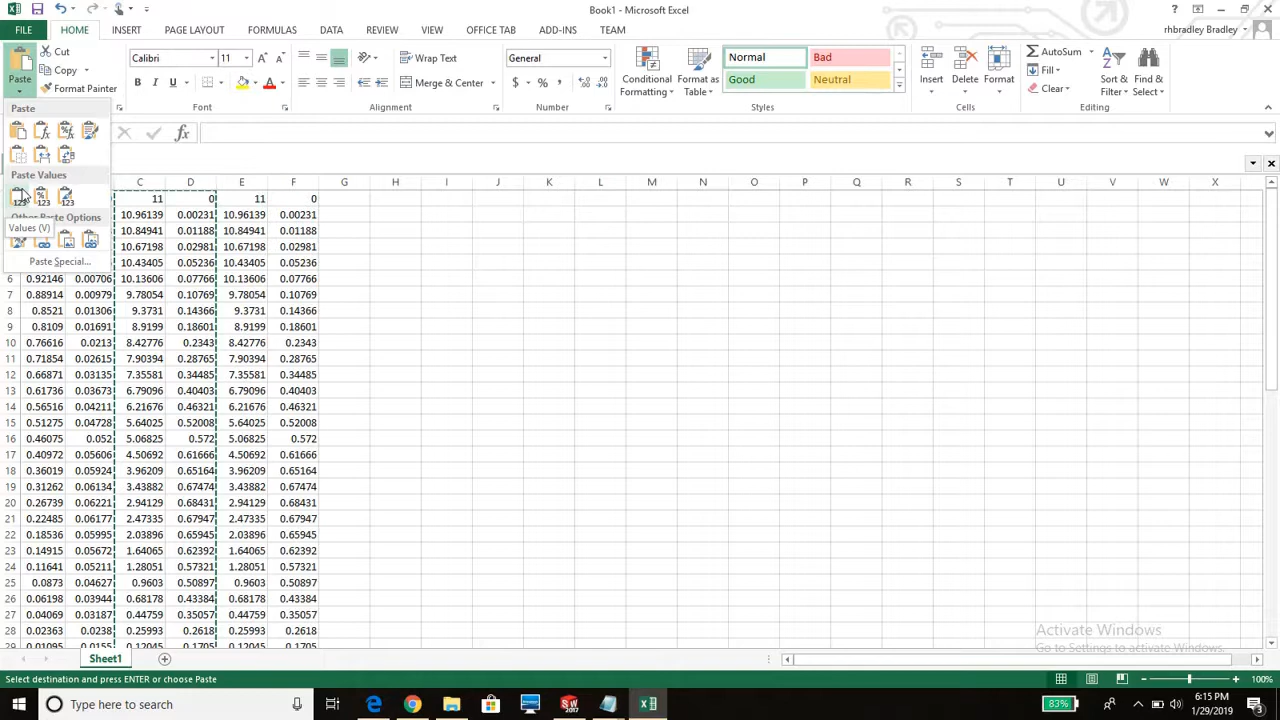 Book1 - Microsoft Excel
FILE HOME INSERT PAGE LAYOUT FORMULAS DATA REVIEW VIEW OFFICE TAB ADD-INS TEAM
rhbradley Bradley
Cut
Calibri 11
Wrap Text
General
Normal Bad
AutoSum
Copy
Fill
Paste
Format Painter
Merge & Center
Good Neutral
Clear
Conditional Formatting
Format as Table
Insert Delete Format
Sort & Filter
Find & Select
Font Alignment Number Styles Cells Editing
Paste
Paste Values
Other Paste Options
Values (V)
Paste Special...
C D E F G H I J K L M N O P Q R S T U V W X
11 0 11 0
10.96139 0.00231 10.96139 0.00231
10.84941 0.01188 10.84941 0.01188
10.67198 0.02981 10.67198 0.02981
10.43405 0.05236 10.43405 0.05236
6 0.92146 0.00706 10.13606 0.07766 10.13606 0.07766
7 0.88914 0.00979 9.78054 0.10769 9.78054 0.10769
8 0.8521 0.01306 9.3731 0.14366 9.3731 0.14366
9 0.8109 0.01691 8.9199 0.18601 8.9199 0.18601
10 0.76616 0.0213 8.42776 0.2343 8.42776 0.2343
11 0.71854 0.02615 7.90394 0.28765 7.90394 0.28765
12 0.66871 0.03135 7.35581 0.34485 7.35581 0.34485
13 0.61736 0.03673 6.79096 0.40403 6.79096 0.40403
14 0.56516 0.04211 6.21676 0.46321 6.21676 0.46321
15 0.51275 0.04728 5.64025 0.52008 5.64025 0.52008
16 0.46075 0.052 5.06825 0.572 5.06825 0.572
17 0.40972 0.05606 4.50692 0.61666 4.50692 0.61666
18 0.36019 0.05924 3.96209 0.65164 3.96209 0.65164
19 0.31262 0.06134 3.43882 0.67474 3.43882 0.67474
20 0.26739 0.06221 2.94129 0.68431 2.94129 0.68431
21 0.22485 0.06177 2.47335 0.67947 2.47335 0.67947
22 0.18536 0.05995 2.03896 0.65945 2.03896 0.65945
23 0.14915 0.05672 1.64065 0.62392 1.64065 0.62392
24 0.11641 0.05211 1.28051 0.57321 1.28051 0.57321
25 0.0873 0.04627 0.9603 0.50897 0.9603 0.50897
26 0.06198 0.03944 0.68178 0.43384 0.68178 0.43384
27 0.04069 0.03187 0.44759 0.35057 0.44759 0.35057
28 0.02363 0.0238 0.25993 0.2618 0.25993 0.2618
29 0.01095 0.0155 0.12045 0.1705 0.12045 0.1705
Activate Windows
Go to Settings to activate Windows.
Sheet1
Select destination and press ENTER or choose Paste
100%
Type here to search
83%
6:15 PM
1/29/2019